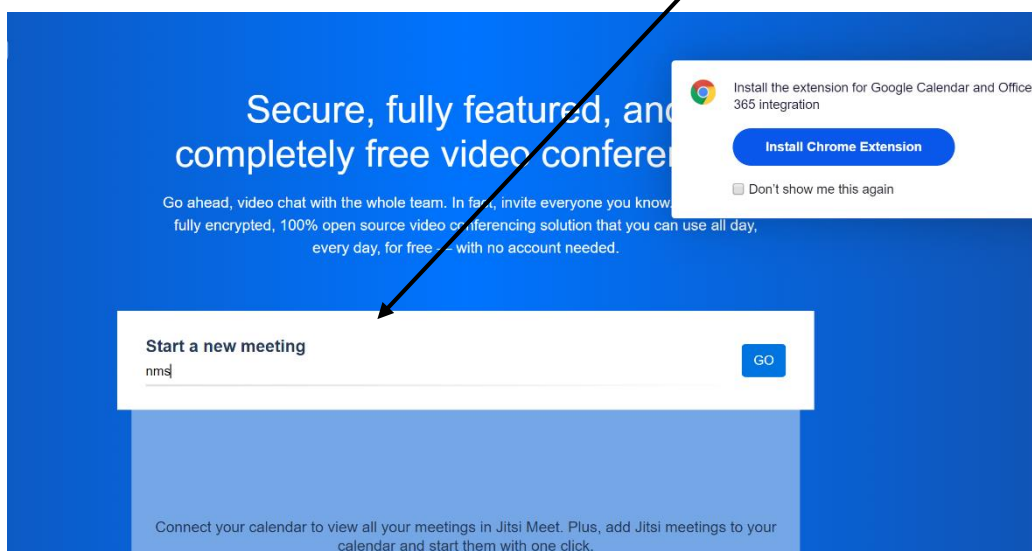 Secure, fully featured, and
completely free video
Go ahead, video chat with the whole team. In fact, invite everyone you know.
fully encrypted, 100% open source video conferencing solution that you can use all day,
every day, for free — with no account needed.
Install the extension for Google Calendar and Office
365 integration
Install Chrome Extension
Don't show me this again
Start a new meeting
nms
GO
Connect your calendar to view all your meetings in Jitsi Meet. Plus, add Jitsi meetings to your
calendar and start them with one click.